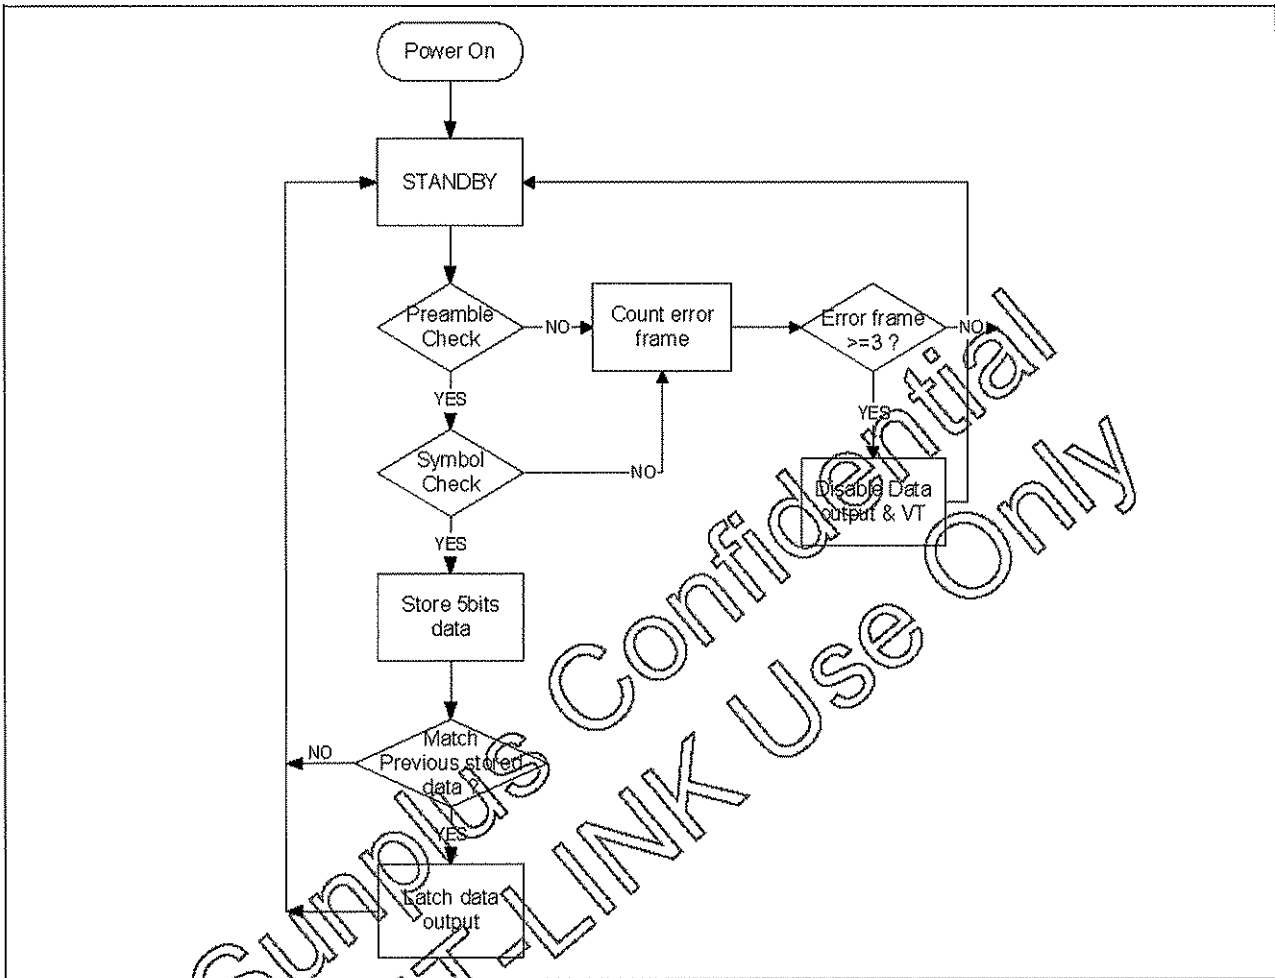 Power On
STANDBY
Preamble
Check
NO
Count error
frame
Error frame
>=3 ?
NO
YES
YES
Symbol
Check
NO
Disable Data
output & VT
YES
Store 5bits
data
Match
Previous stored
data ?
NO
YES
Latch data
output
Sunplus Confidential
T-LINK Use Only